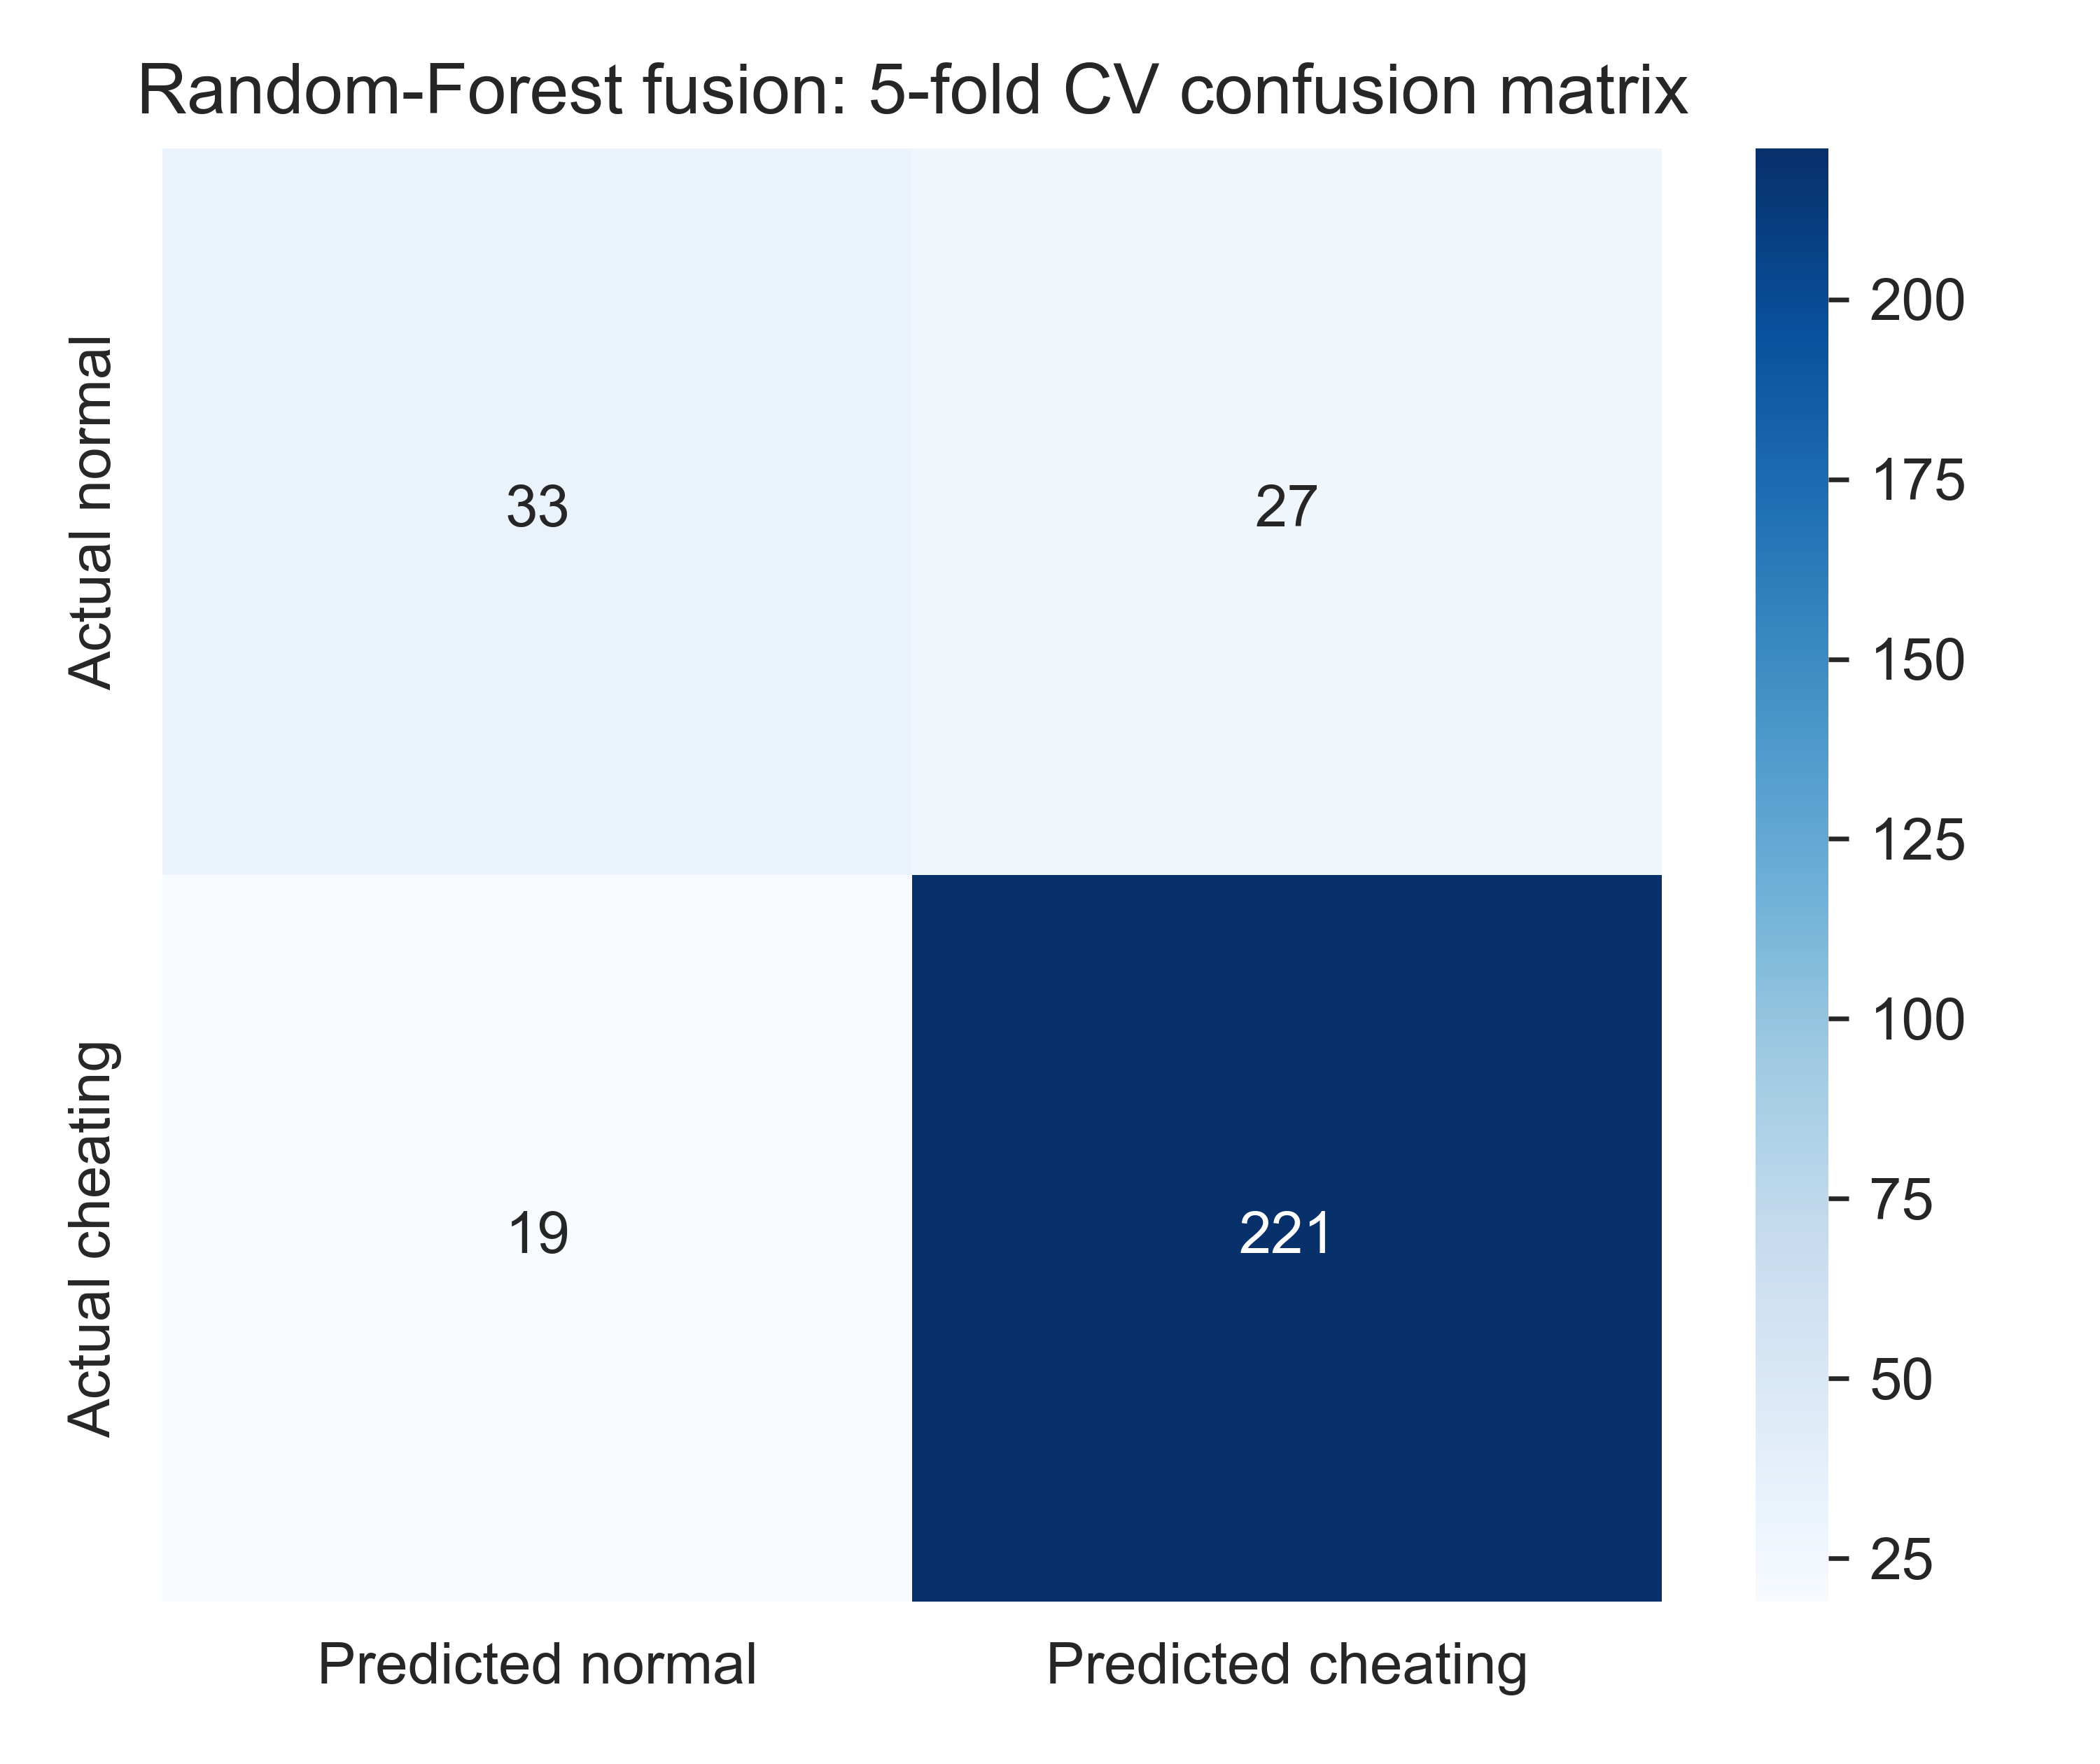 Random-Forest fusion: 5-fold CV confusion matrix
Actual normal
33
27
Actual cheating
19
221
Predicted normal
Predicted cheating
200
175
150
125
100
75
50
25